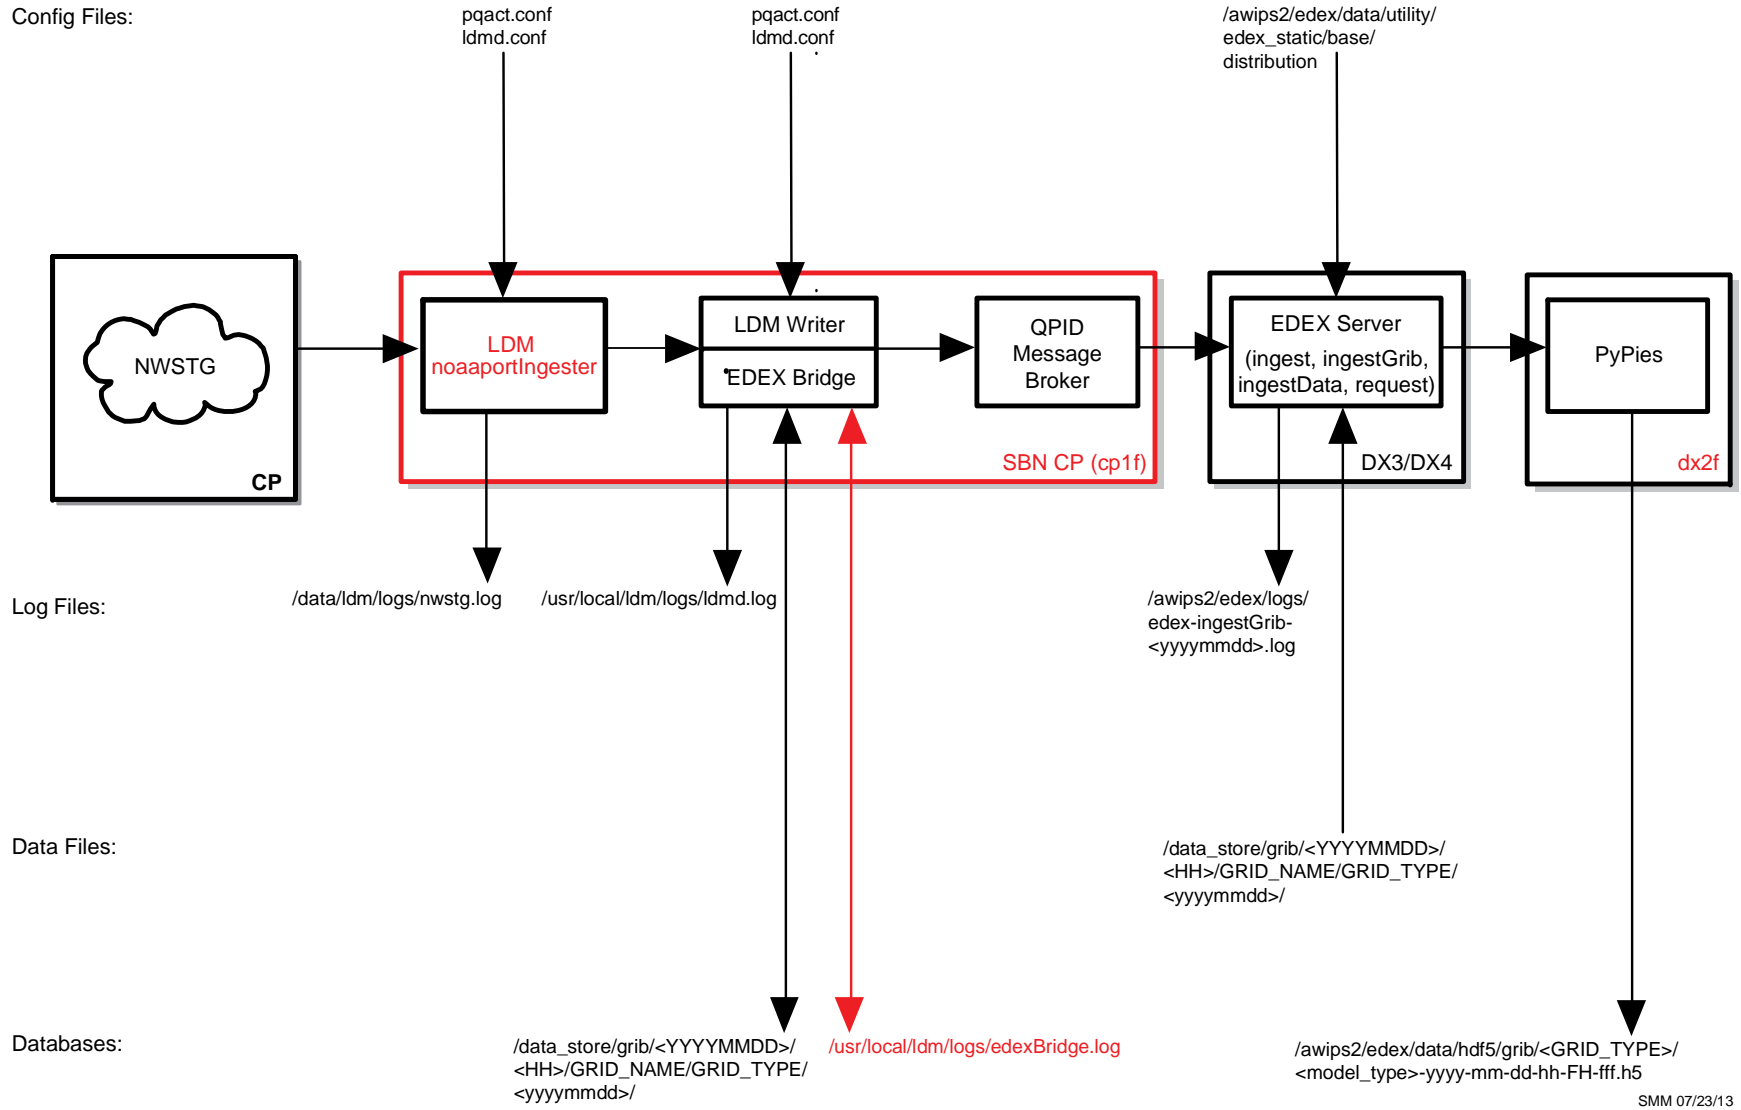 Config Files:
pqact.conf
ldmd.conf
pqact.conf
ldmd.conf
/awips2/edex/data/utility/
edex_static/base/
distribution
NWSTG
CP
LDM
noaaportIngester
LDM Writer
EDEX Bridge
QPID
Message
Broker
SBN CP (cp1f)
EDEX Server
(ingest, ingestGrib,
ingestData, request)
DX3/DX4
PyPies
dx2f
Log Files:
/data/ldm/logs/nwstg.log
/usr/local/ldm/logs/ldmd.log
/awips2/edex/logs/
edex-ingestGrib-
<yyyymmdd>.log
Data Files:
/data_store/grib/<YYYYMMDD>/
<HH>/GRID_NAME/GRID_TYPE/
<yyyymmdd>/
Databases:
/data_store/grib/<YYYYMMDD>/
<HH>/GRID_NAME/GRID_TYPE/
<yyyymmdd>/
/usr/local/ldm/logs/edexBridge.log
/awips2/edex/data/hdf5/grib/<GRID_TYPE>/
<model_type>-yyyy-mm-dd-hh-FH-fff.h5
SMM 07/23/13